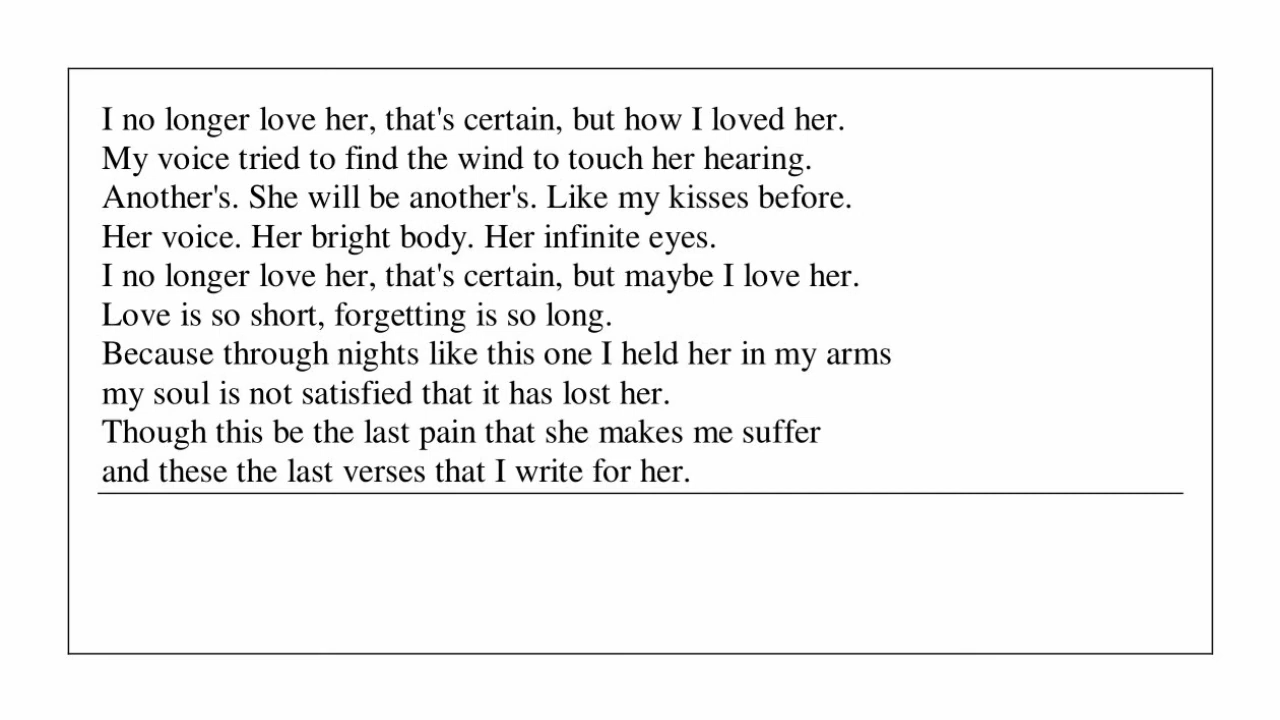 I no longer love her, that's certain, but how I loved her.
My voice tried to find the wind to touch her hearing.
Another's. She will be another's. Like my kisses before.
Her voice. Her bright body. Her infinite eyes.
I no longer love her, that's certain, but maybe I love her.
Love is so short, forgetting is so long.
Because through nights like this one I held her in my arms
my soul is not satisfied that it has lost her.
Though this be the last pain that she makes me suffer
and these the last verses that I write for her.